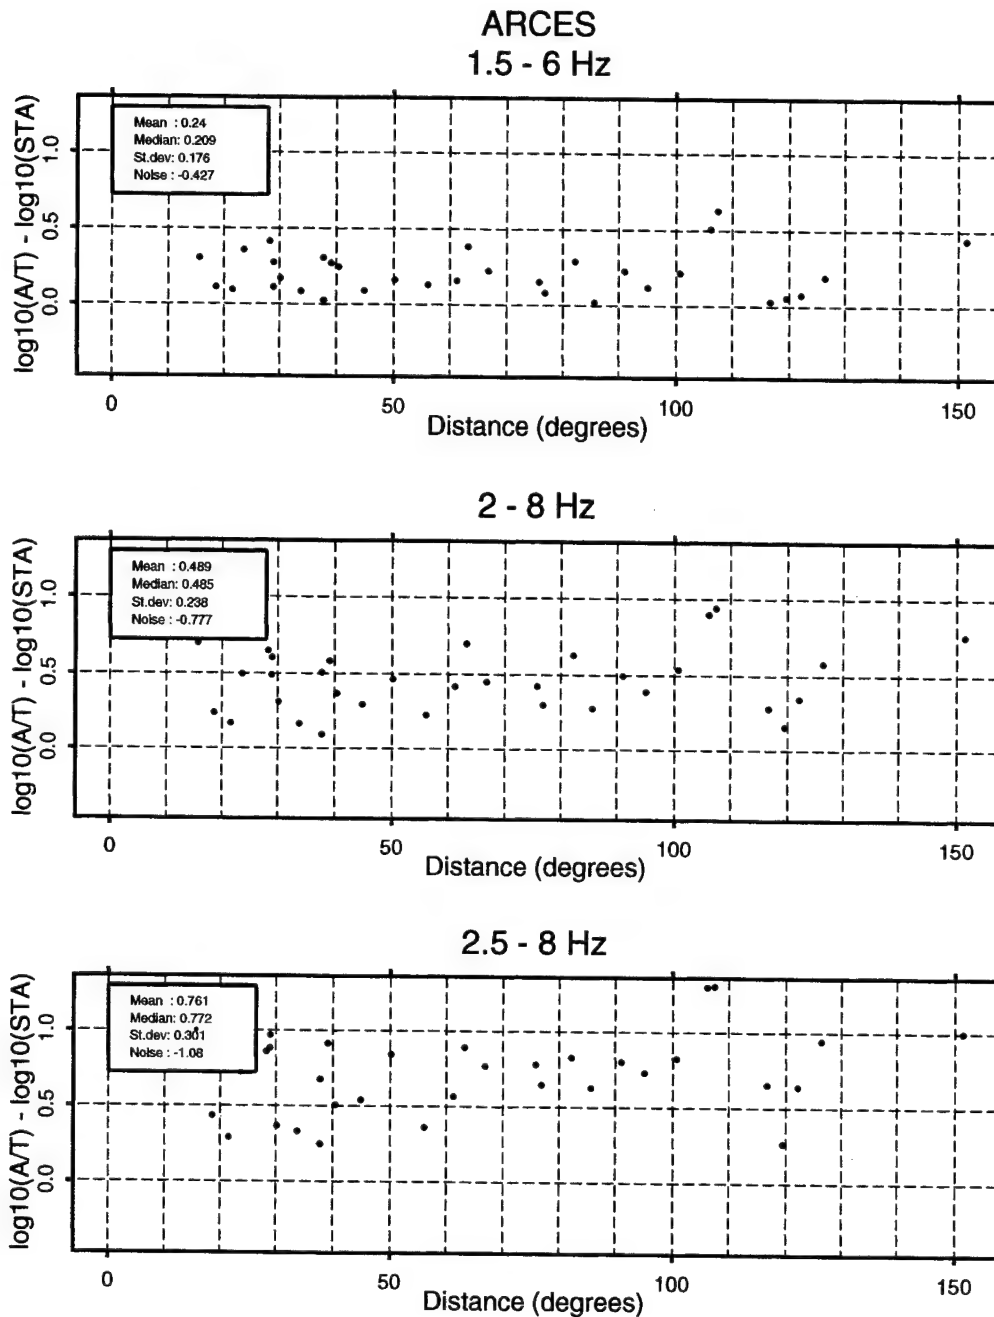 ARCES
1.5 - 6 Hz
Mean : 0.24
Median: 0.209
St.dev: 0.176
Noise : -0.427
log10(A/T) - log10(STA)
1.0
0.5
0.0
0 50 100 150
Distance (degrees)
2 - 8 Hz
Mean : 0.489
Median: 0.485
St.dev: 0.238
Noise : -0.777
log10(A/T) - log10(STA)
1.0
0.5
0.0
0 50 100 150
Distance (degrees)
2.5 - 8 Hz
Mean : 0.761
Median: 0.772
St.dev: 0.301
Noise : -1.08
log10(A/T) - log10(STA)
1.0
0.5
0.0
0 50 100 150
Distance (degrees)